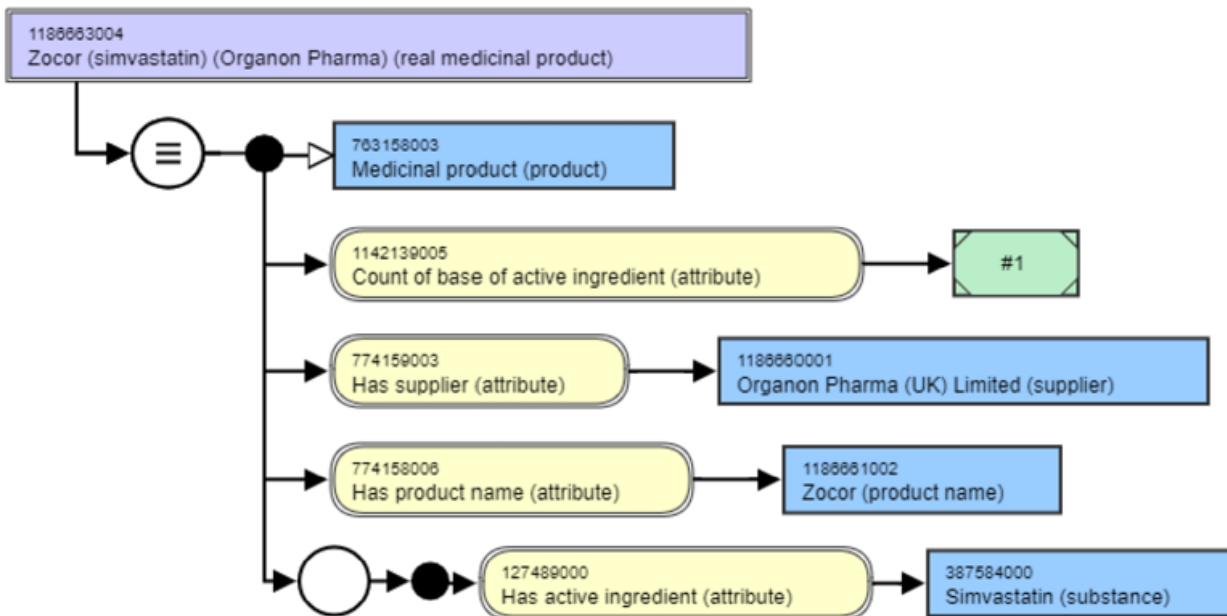 1186663004
Zocor (simvastatin) (Organon Pharma) (real medicinal product)
763158003
Medicinal product (product)
1142139005
Count of base of active ingredient (attribute)
#1
774159003
Has supplier (attribute)
1186660001
Organon Pharma (UK) Limited (supplier)
774158006
Has product name (attribute)
1186661002
Zocor (product name)
127489000
Has active ingredient (attribute)
387584000
Simvastatin (substance)